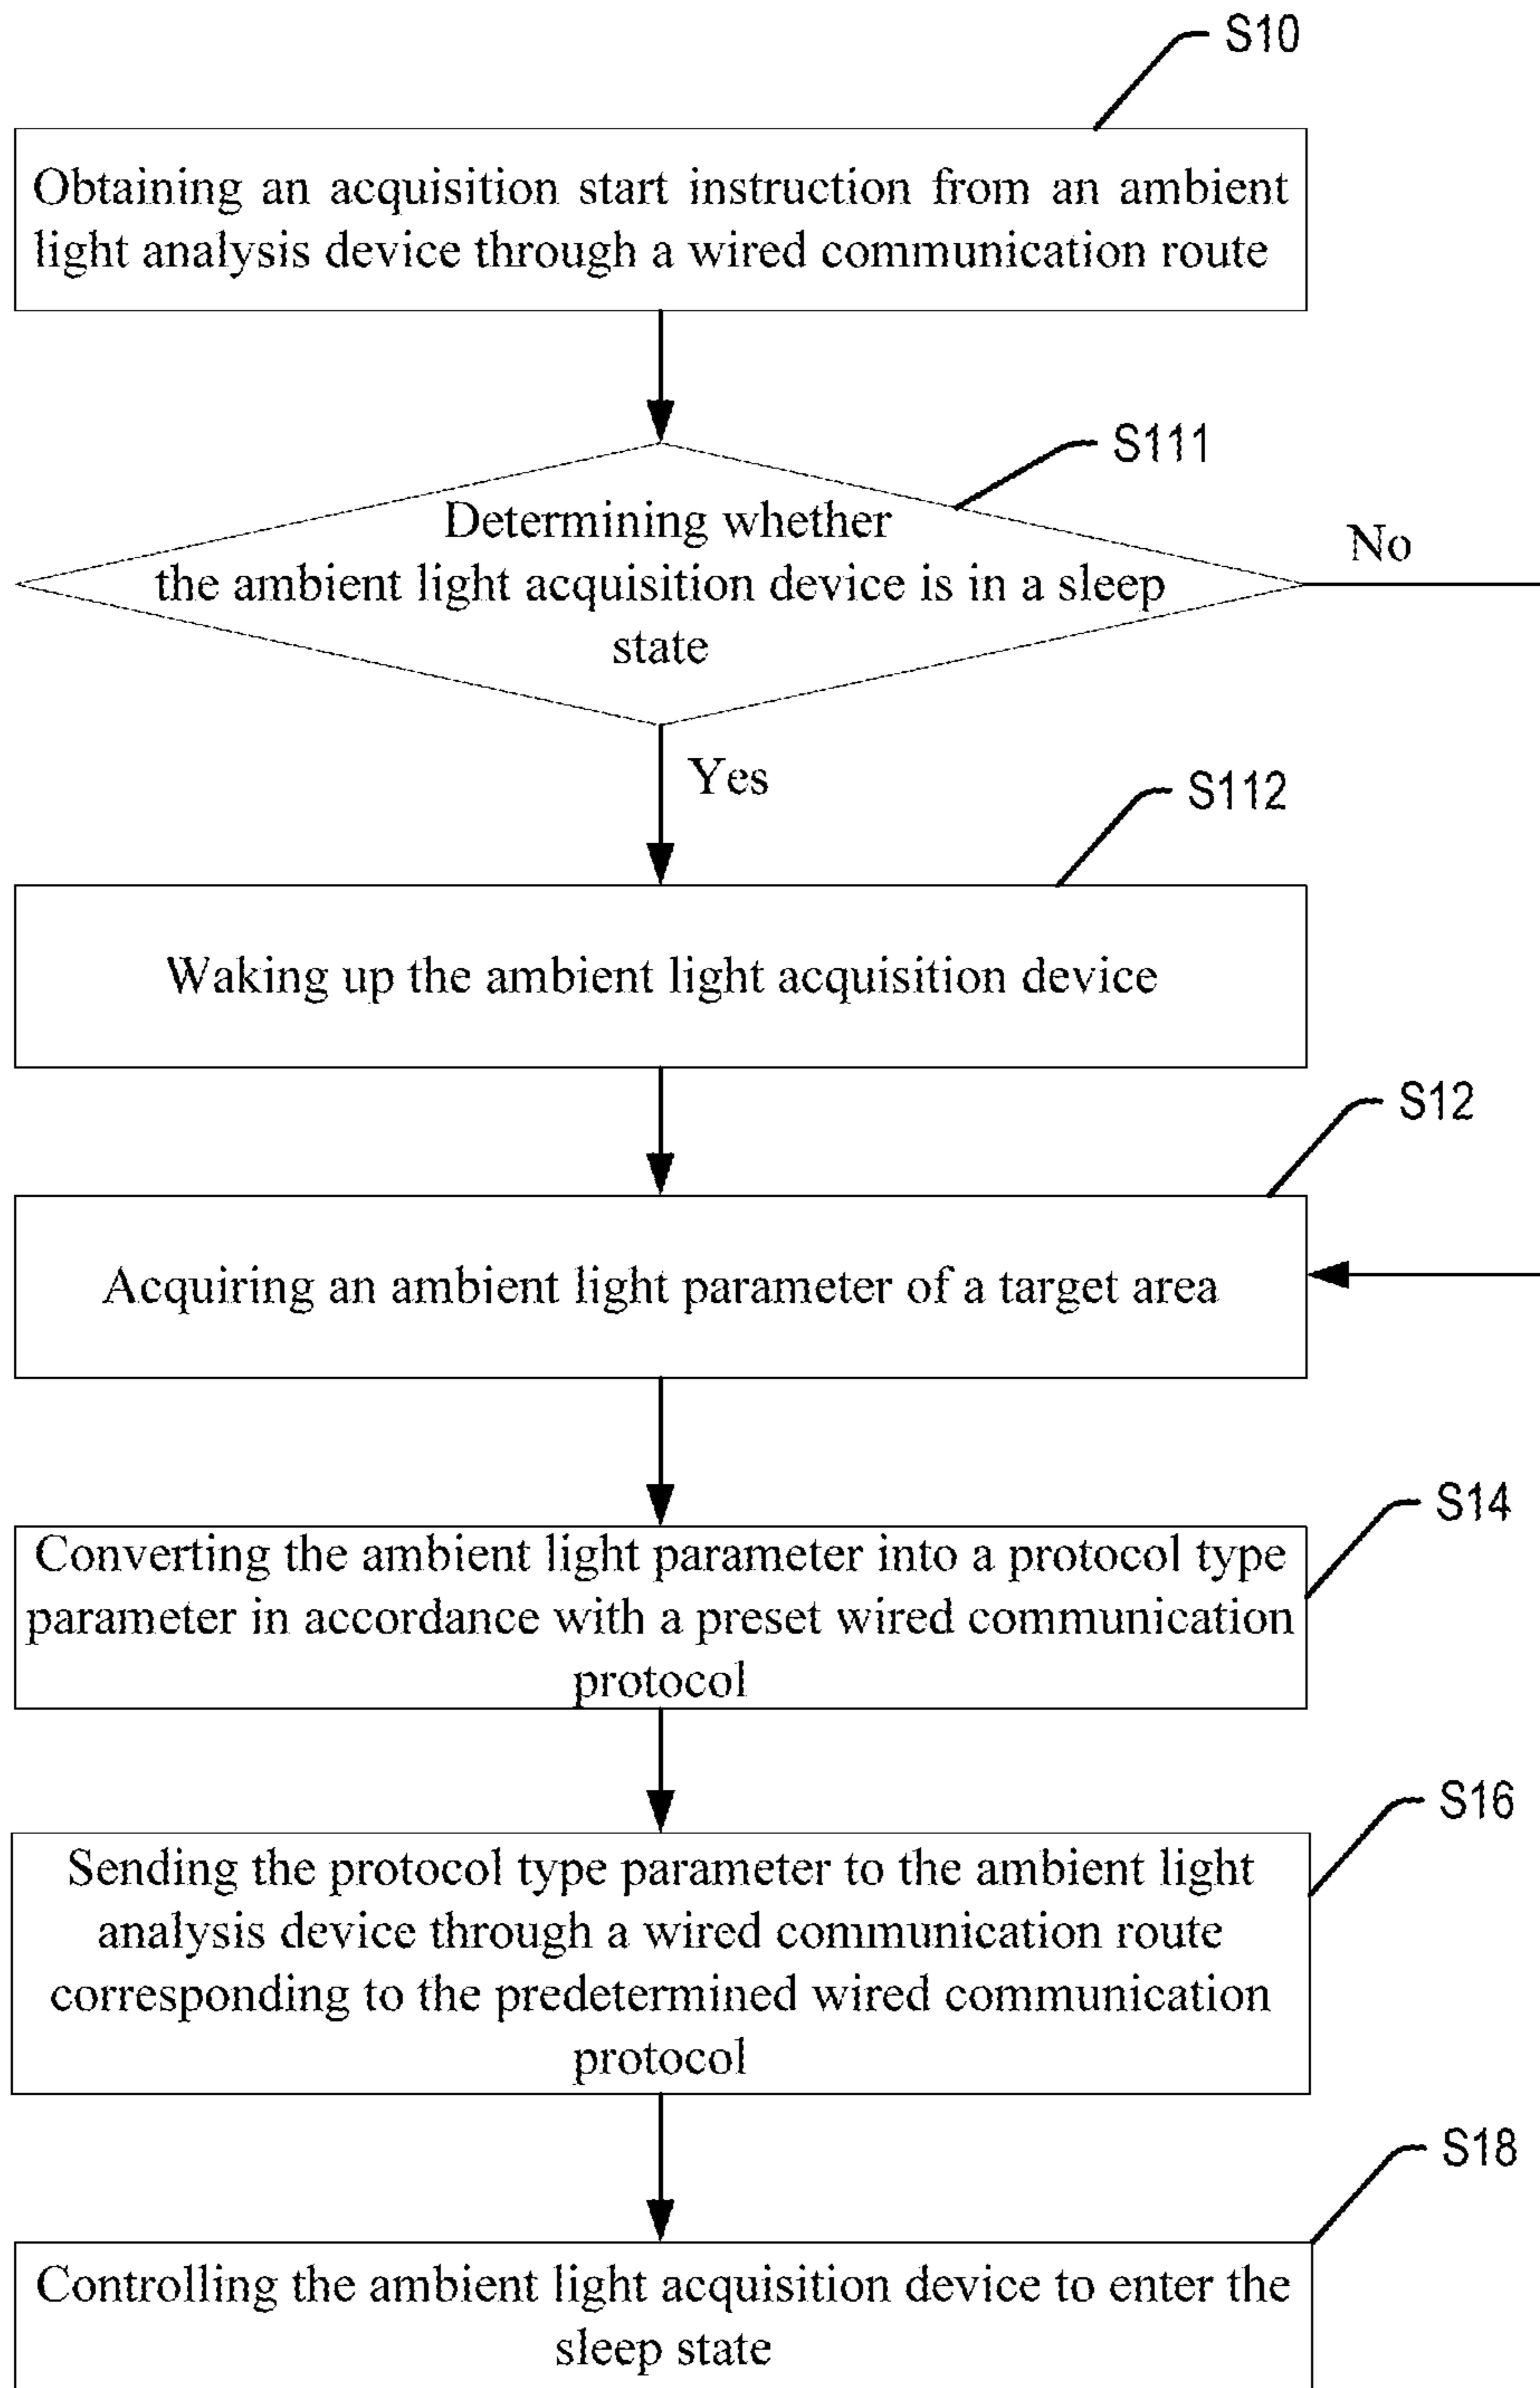 S10
Obtaining an acquisition start instruction from an ambient
light analysis device through a wired communication route
S111
Determining whether
the ambient light acquisition device is in a sleep
state
No
Yes
S112
Waking up the ambient light acquisition device
S12
Acquiring an ambient light parameter of a target area
S14
Converting the ambient light parameter into a protocol type
parameter in accordance with a preset wired communication
protocol
S16
Sending the protocol type parameter to the ambient light
analysis device through a wired communication route
corresponding to the predetermined wired communication
protocol
S18
Controlling the ambient light acquisition device to enter the
sleep state